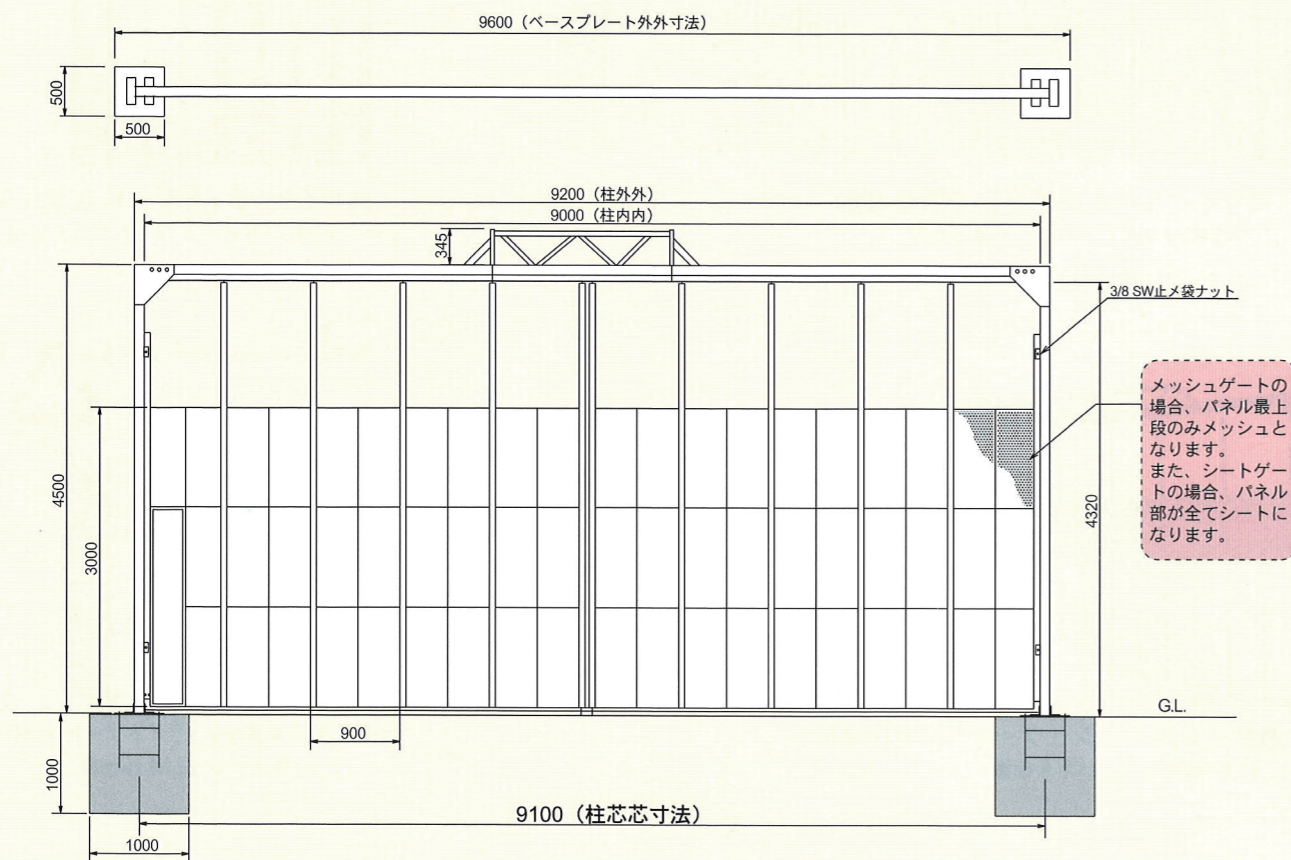 9600（ベースプレート外外寸法）
500
500
9200（柱外外）
9000（柱内内）
345
3/8 SW止メ袋ナット
メッシュゲートの
場合、パネル最上
段のみメッシュと
なります。
また、シートゲー
トの場合、パネル
部が全てシートに
なります。
4500
3000
4320
G.L.
900
1000
9100（柱芯芯寸法）
1000